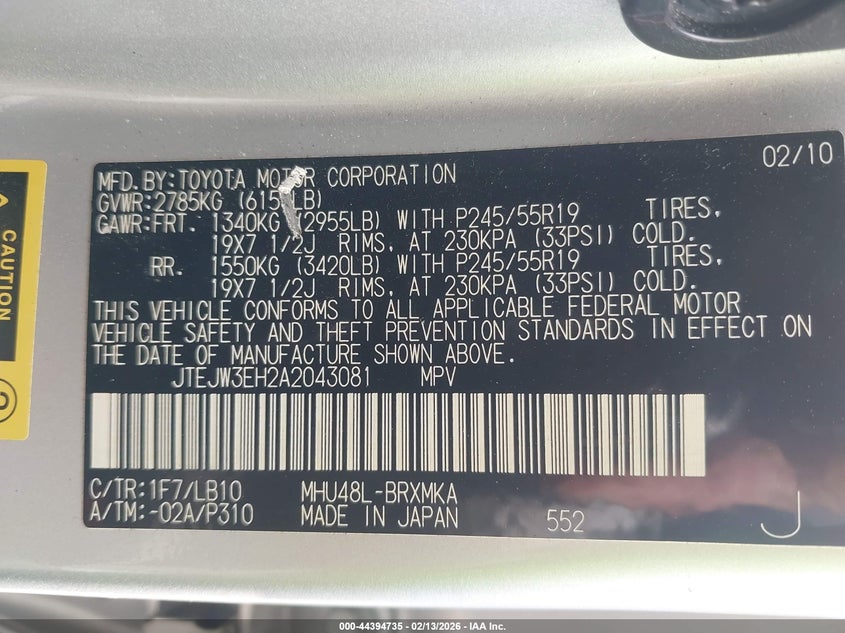 02/10
MFD.BY:TOYOTA MOTOR CORPORATION
GVWR:2785KG
GAWR:FRT. 1340KG (2955LB) WITH P245/55R19 TIRES,
19X7 1/2J RIMS, AT 230KPA (33PSI) COLD.
RR. 1550KG (3420LB) WITH P245/55R19 TIRES,
19X7 1/2J RIMS, AT 230KPA (33PSI) COLD.
THIS VEHICLE CONFORMS TO ALL APPLICABLE FEDERAL MOTOR
VEHICLE SAFETY AND THEFT PREVENTION STANDARDS IN EFFECT ON
THE DATE OF MANUFACTURE SHOWN ABOVE.
JTEJW3EH2A2043081 MPV
C/TR:1F7/LB10 MHU48L-BRXMKA
A/TM:-02A/P310 MADE IN JAPAN 552 J
CAUTION
000-44394735 - 02/13/2026 - IAA Inc.